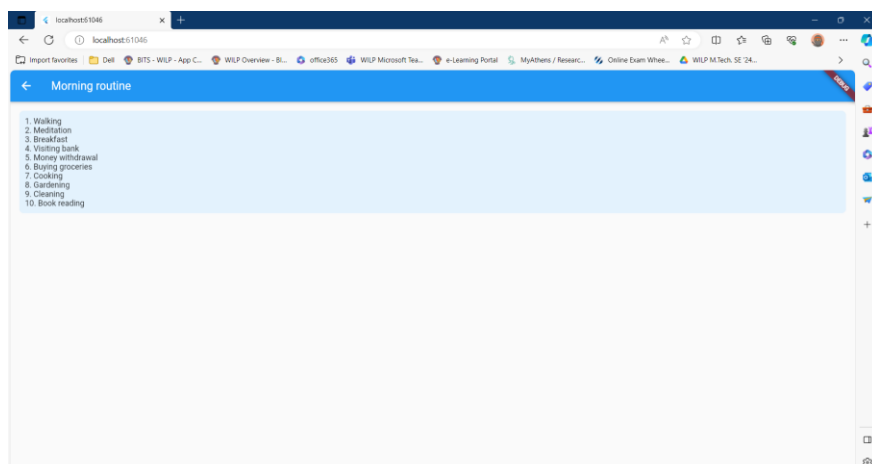 localhost:61046
localhost:61046
Import favorites Dell BITS - WILP - App C... WILP Overview - Bl... office365 WILP Microsoft Tea... e-Learning Portal MyAthens / Researc... Online Exam Whee... WILP M.Tech. SE '24...
Morning routine
DEBUG
1. Walking
2. Meditation
3. Breakfast
4. Visiting bank
5. Money withdrawal
6. Buying groceries
7. Cooking
8. Gardening
9. Cleaning
10. Book reading